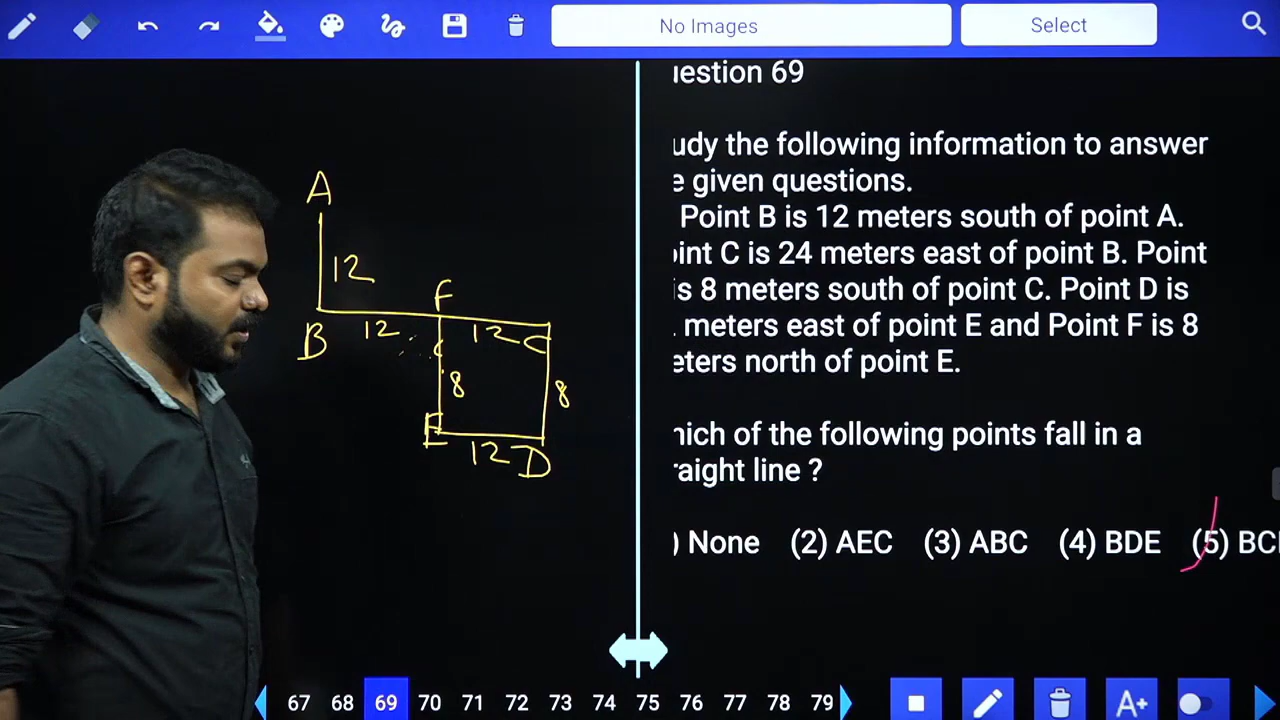 No Images
Select
uestion 69
udy the following information to answer
e given questions.
Point B is 12 meters south of point A.
oint C is 24 meters east of point B. Point
is 8 meters south of point C. Point D is
meters east of point E and Point F is 8
eters north of point E.
hich of the following points fall in a
raight line ?
) None (2) AEC (3) ABC (4) BDE (5) BC
A
12
F
B 12 12 C
8 8
E 12 D
67 68 69 70 71 72 73 74 75 76 77 78 79
A+